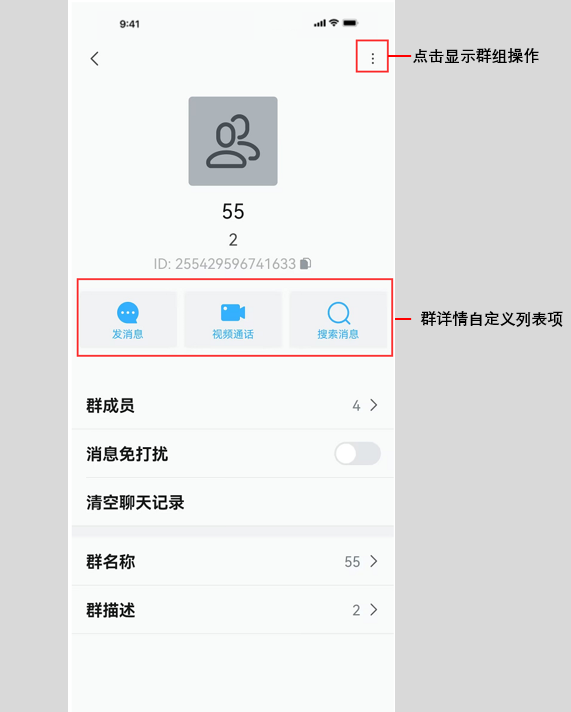 9:41
点击显示群组操作
55
2
ID: 255429596741633
发消息
视频通话
搜索消息
群详情自定义列表项
群成员 4
消息免打扰
清空聊天记录
群名称 55
群描述 2